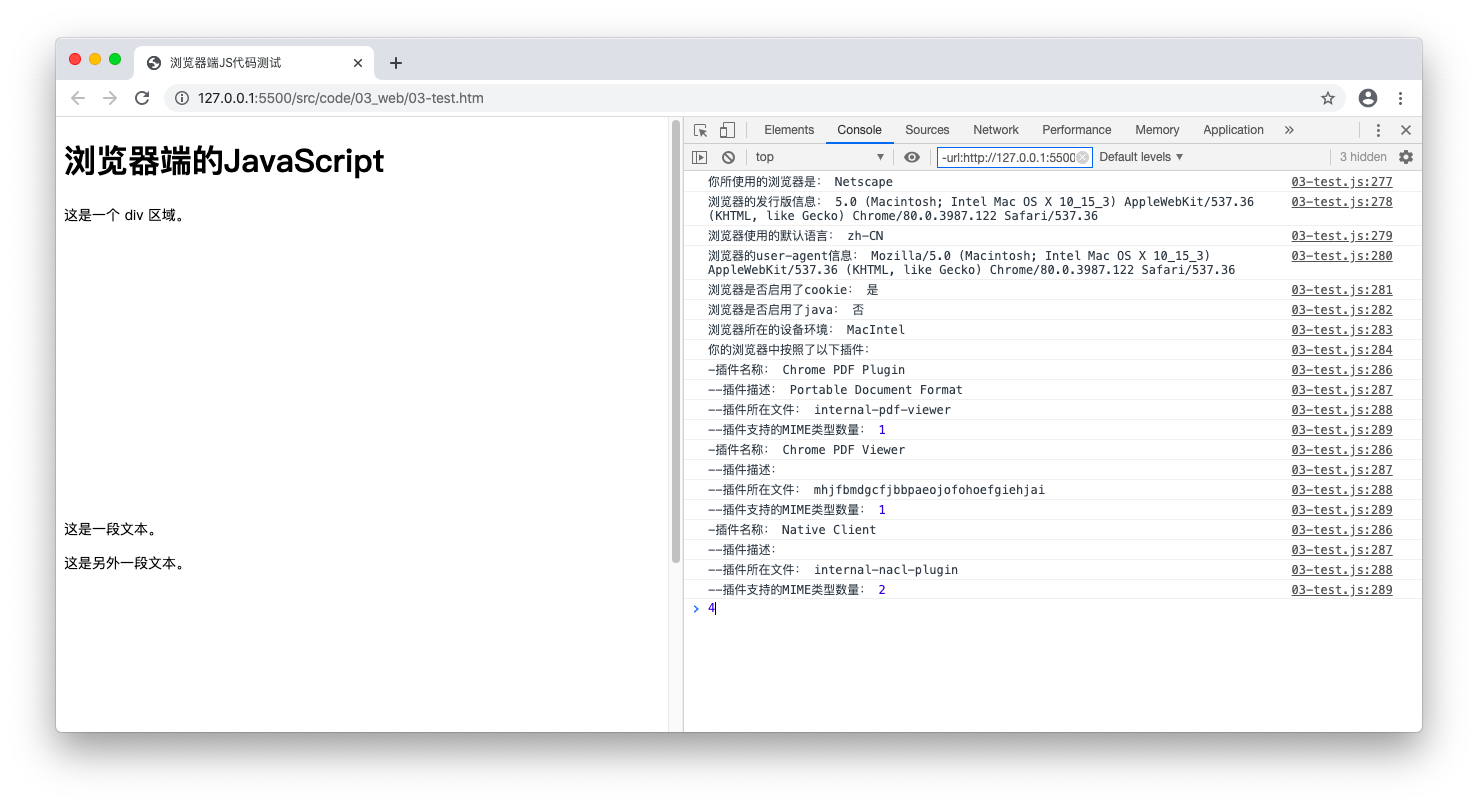 浏览器端JS代码测试
127.0.0.1:5500/src/code/03_web/03-test.htm
浏览器端的JavaScript
这是一个 div 区域。
这是一段文本。
这是另外一段文本。
Elements Console Sources Network Performance Memory Application »
top -url:http://127.0.0.1:5500 Default levels 3 hidden
你所使用的浏览器是： Netscape 03-test.js:277
浏览器的发行版信息： 5.0 (Macintosh; Intel Mac OS X 10_15_3) AppleWebKit/537.36 03-test.js:278
(KHTML, like Gecko) Chrome/80.0.3987.122 Safari/537.36
浏览器使用的默认语言： zh-CN 03-test.js:279
浏览器的user-agent信息： Mozilla/5.0 (Macintosh; Intel Mac OS X 10_15_3) 03-test.js:280
AppleWebKit/537.36 (KHTML, like Gecko) Chrome/80.0.3987.122 Safari/537.36
浏览器是否启用了cookie： 是 03-test.js:281
浏览器是否启用了java： 否 03-test.js:282
浏览器所在的设备环境： MacIntel 03-test.js:283
你的浏览器中按照了以下插件： 03-test.js:284
-插件名称： Chrome PDF Plugin 03-test.js:286
--插件描述： Portable Document Format 03-test.js:287
--插件所在文件： internal-pdf-viewer 03-test.js:288
--插件支持的MIME类型数量： 1 03-test.js:289
-插件名称： Chrome PDF Viewer 03-test.js:286
--插件描述： 03-test.js:287
--插件所在文件： mhjfbmdgcfjbbpaeojofohoefgiehjai 03-test.js:288
--插件支持的MIME类型数量： 1 03-test.js:289
-插件名称： Native Client 03-test.js:286
--插件描述： 03-test.js:287
--插件所在文件： internal-nacl-plugin 03-test.js:288
--插件支持的MIME类型数量： 2 03-test.js:289
> 4